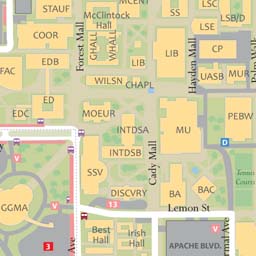 STAUF
McClintock
Hall
MCENT
SS
LSC
LSB/D
LSE
COOR
Forest Mall
GHALL
WHALL
LIB
Hayden Mall
CP
EDB
FAC
WILSN
CHAPL
UASB
MUR
Palm Walk
ED
EDC
MOEUR
INTDSA
MU
PEBW
INTDSB
Cady Mall
D
SSV
Tennis
Courts
DISCVRY
BA
BAC
GGMA
13
Lemon St
Best
Hall
Irish
Hall
APACHE BLVD.
3
Ave